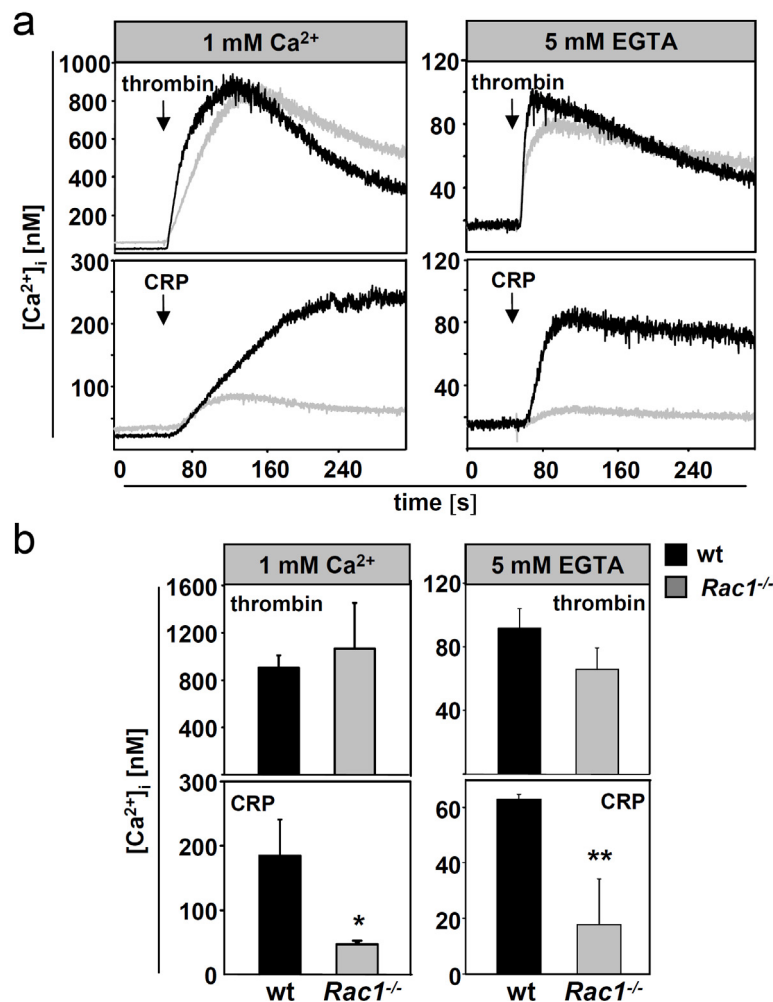 a
1 mM Ca²⁺
5 mM EGTA
[Ca²⁺]ᵢ [nM]
1000
800
600
400
200
thrombin
120
80
40
thrombin
300
200
100
CRP
120
80
40
CRP
0 80 160 240
0 80 160 240
time [s]
b
1 mM Ca²⁺
5 mM EGTA
wt
Rac1⁻/⁻
[Ca²⁺]ᵢ [nM]
1600
1200
800
400
thrombin
120
80
40
thrombin
300
200
100
0
CRP
*
60
40
20
0
CRP
**
wt Rac1⁻/⁻
wt Rac1⁻/⁻